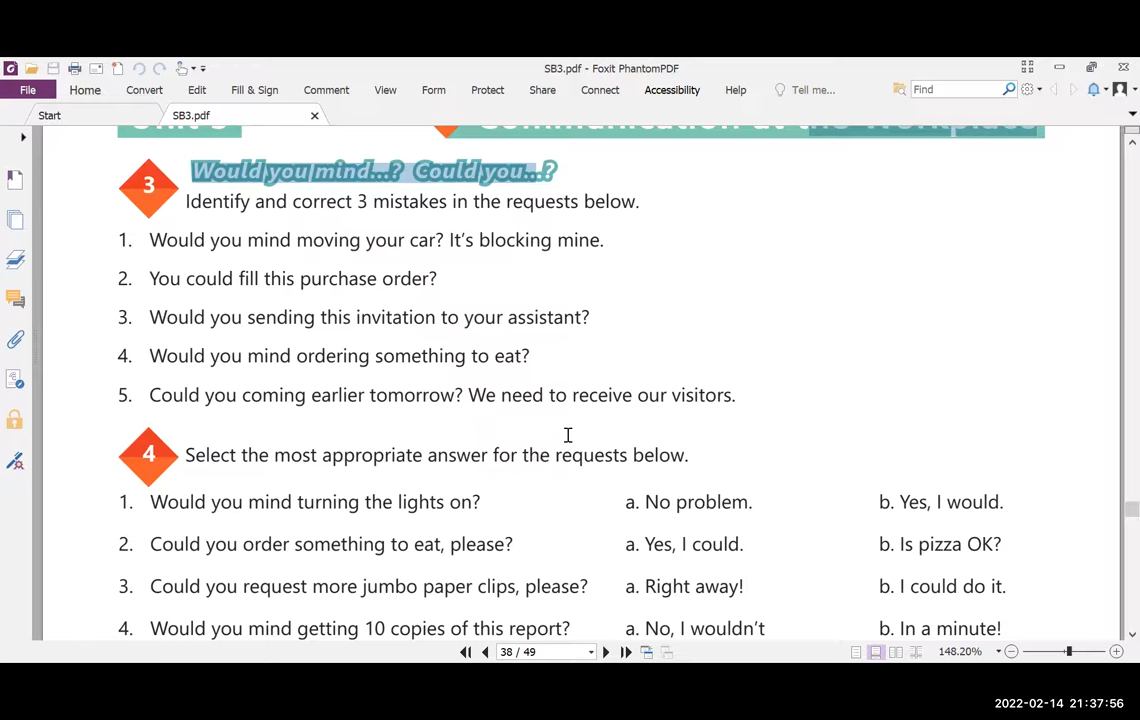 SB3.pdf - Foxit PhantomPDF
File Home Convert Edit Fill & Sign Comment View Form Protect Share Connect Accessibility Help Tell me... Find
Start SB3.pdf
Communication at the Workplace
Would you mind...? Could you...?
3
Identify and correct 3 mistakes in the requests below.
1. Would you mind moving your car? It's blocking mine.
2. You could fill this purchase order?
3. Would you sending this invitation to your assistant?
4. Would you mind ordering something to eat?
5. Could you coming earlier tomorrow? We need to receive our visitors.
4 Select the most appropriate answer for the requests below.
1. Would you mind turning the lights on? a. No problem. b. Yes, I would.
2. Could you order something to eat, please? a. Yes, I could. b. Is pizza OK?
3. Could you request more jumbo paper clips, please? a. Right away! b. I could do it.
4. Would you mind getting 10 copies of this report? a. No, I wouldn't b. In a minute!
38 / 49 148.20%
2022-02-14 21:37:56